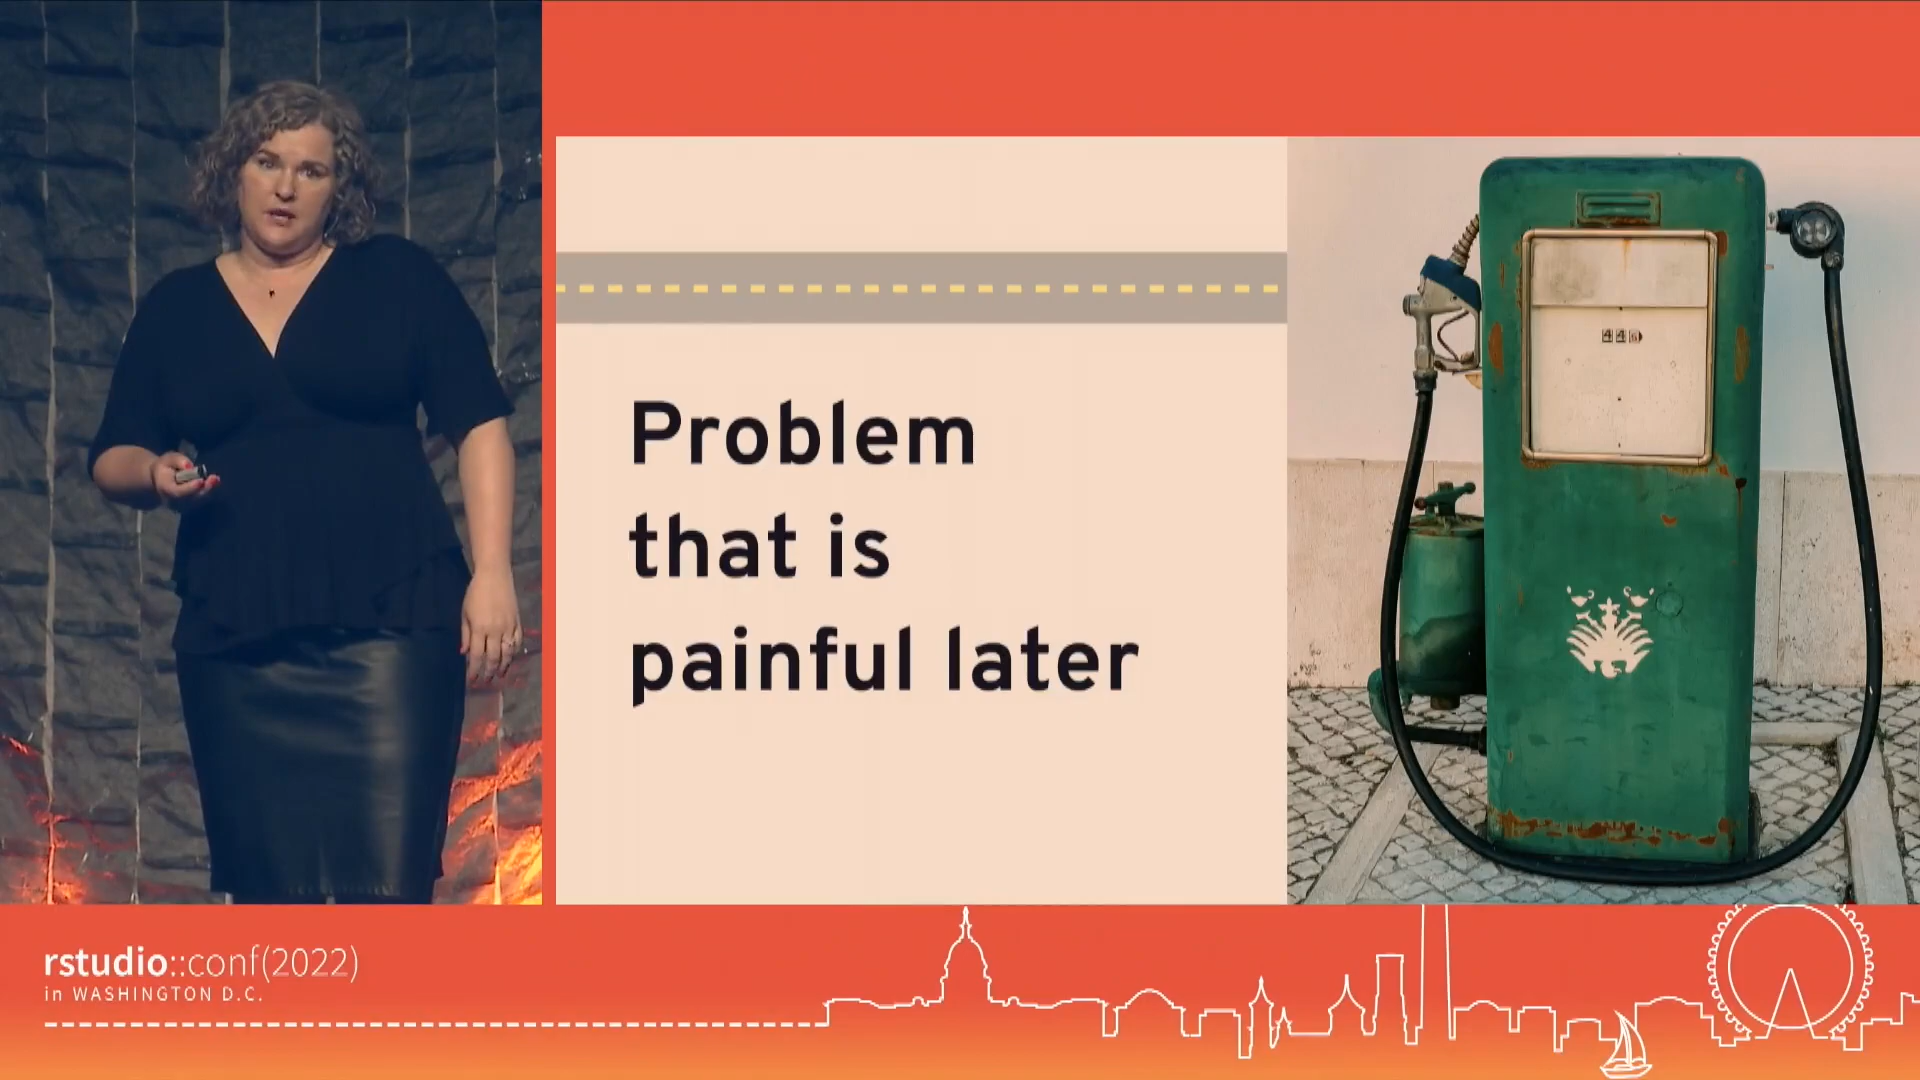 Problem
that is
painful later
rstudio::conf(2022)
in WASHINGTON D.C.